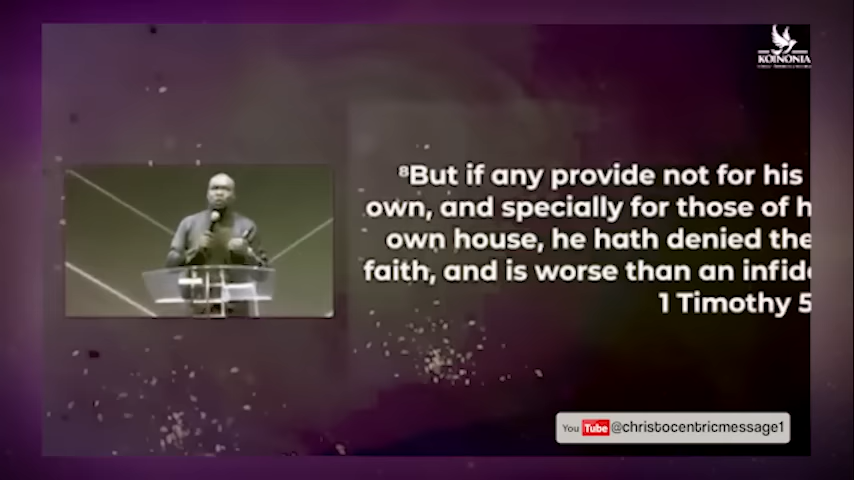 KOINONIA
⁸But if any provide not for his
own, and specially for those of h
own house, he hath denied the
faith, and is worse than an infid
1 Timothy 5
You Tube @christocentricmessage1